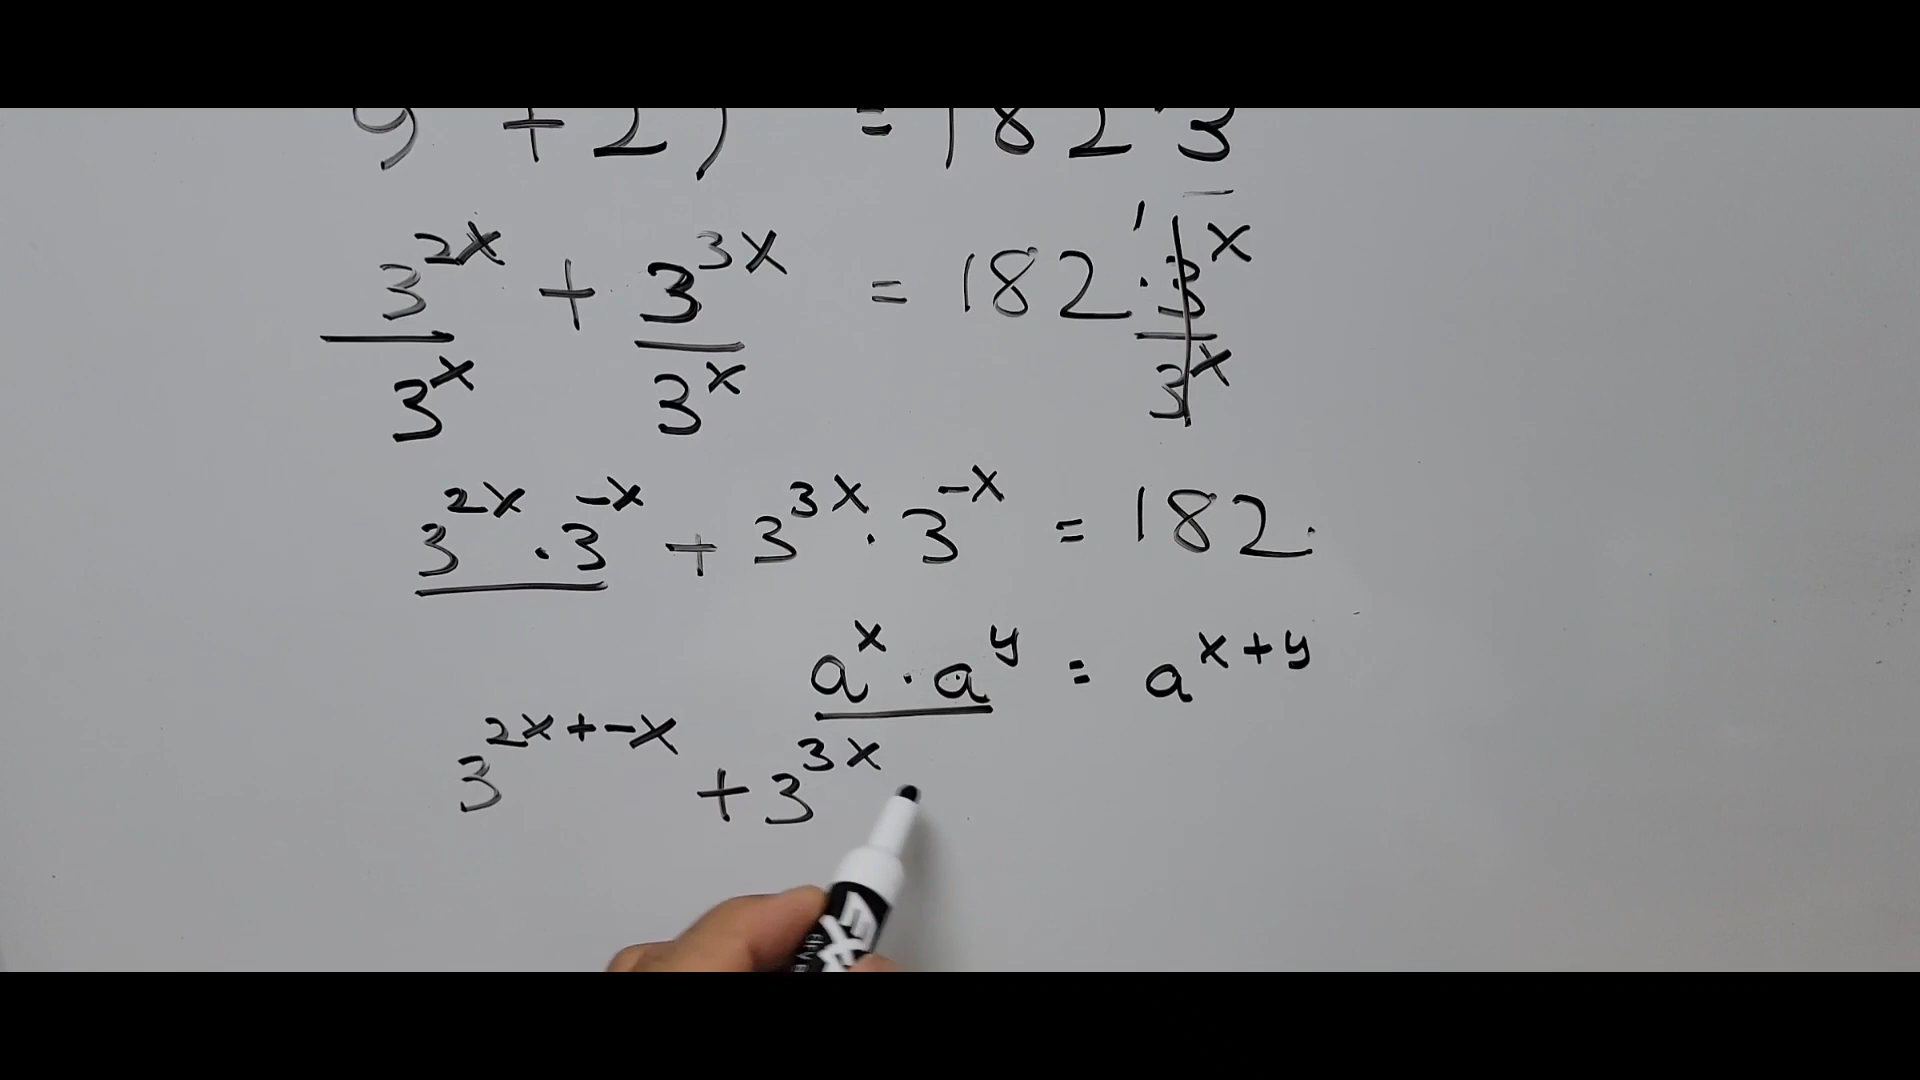 9 + 27 = 182·3
3^2x / 3^x + 3^3x / 3^x = 182 · 3^x / 3^x
3^2x · 3^-x + 3^3x · 3^-x = 182.
a^x · a^y = a^x+y
3^2x+-x + 3^3x